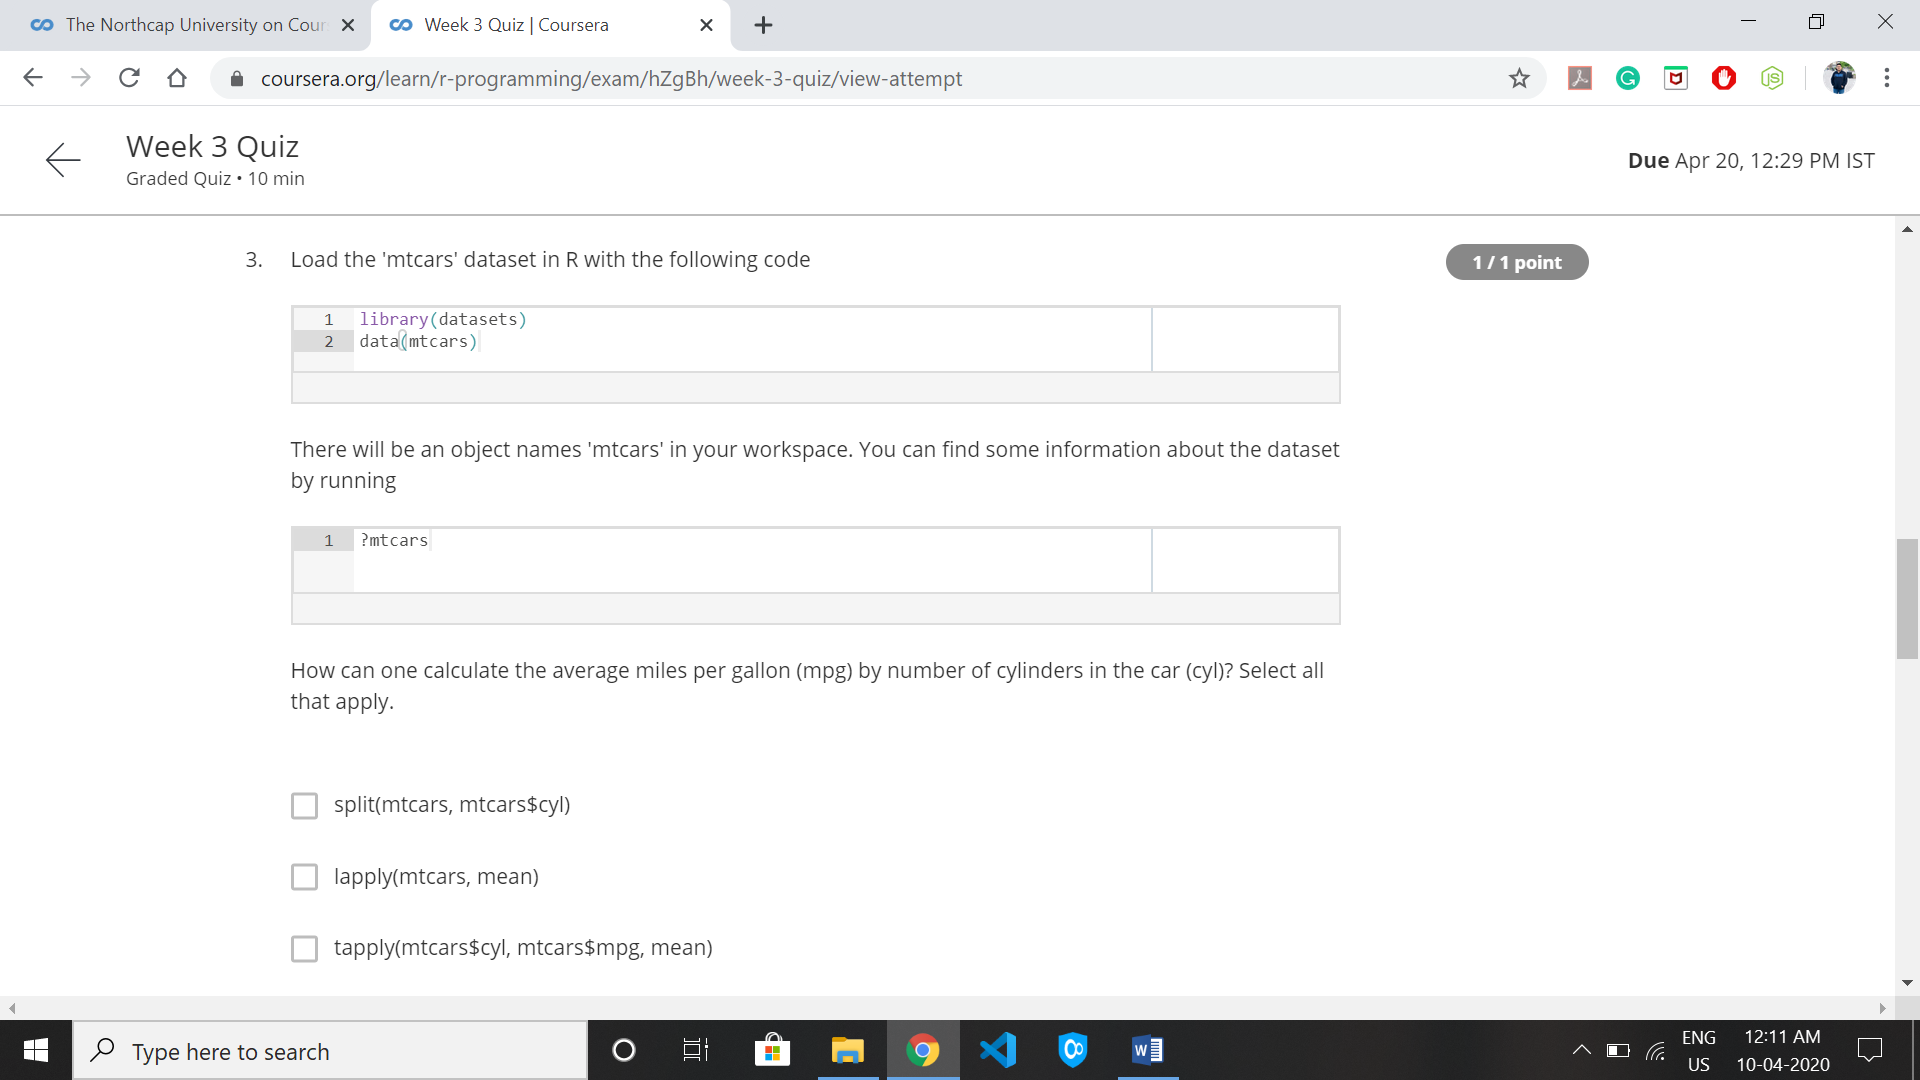 The Northcap University on Cour
Week 3 Quiz | Coursera
coursera.org/learn/r-programming/exam/hZgBh/week-3-quiz/view-attempt
Week 3 Quiz
Graded Quiz • 10 min
Due Apr 20, 12:29 PM IST
3. Load the 'mtcars' dataset in R with the following code
1 / 1 point
1 library(datasets)
2 data(mtcars)
There will be an object names 'mtcars' in your workspace. You can find some information about the dataset
by running
1 ?mtcars
How can one calculate the average miles per gallon (mpg) by number of cylinders in the car (cyl)? Select all
that apply.
split(mtcars, mtcars$cyl)
lapply(mtcars, mean)
tapply(mtcars$cyl, mtcars$mpg, mean)
Type here to search
ENG
US
12:11 AM
10-04-2020